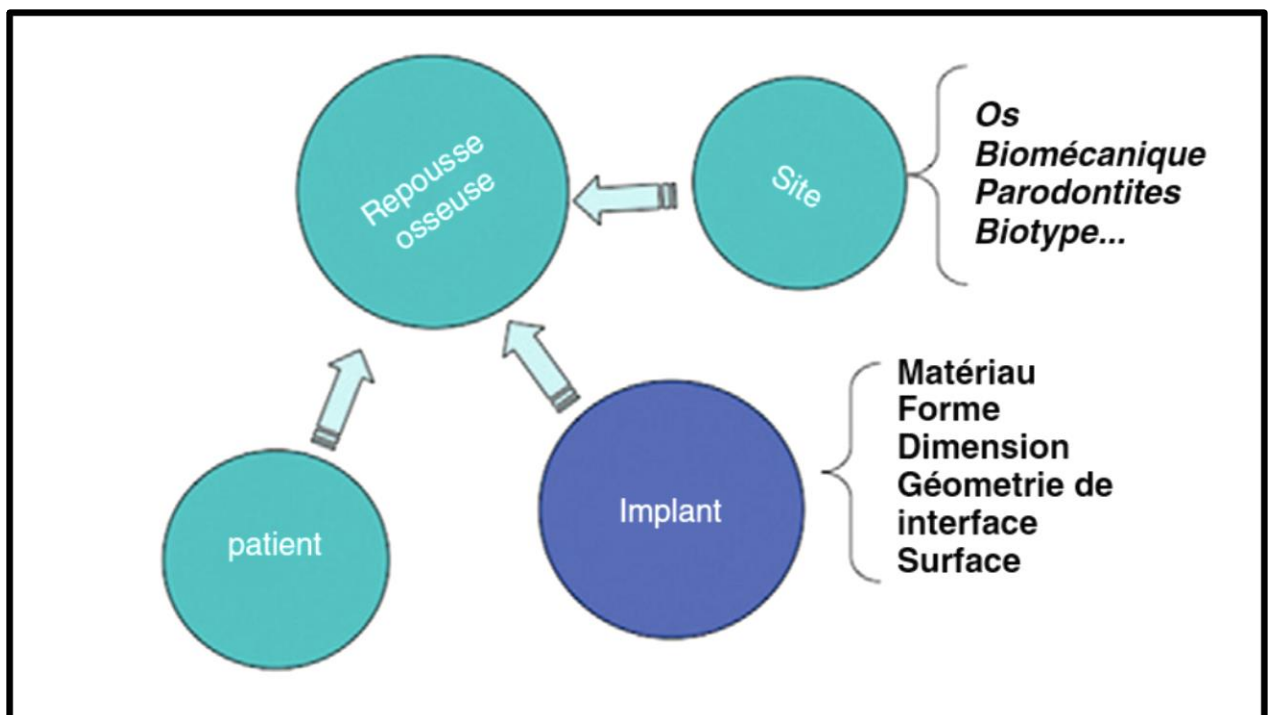 Repousse
osseuse
Site
Os
Biomécanique
Parodontites
Biotype...
patient
Implant
Matériau
Forme
Dimension
Géometrie de
interface
Surface